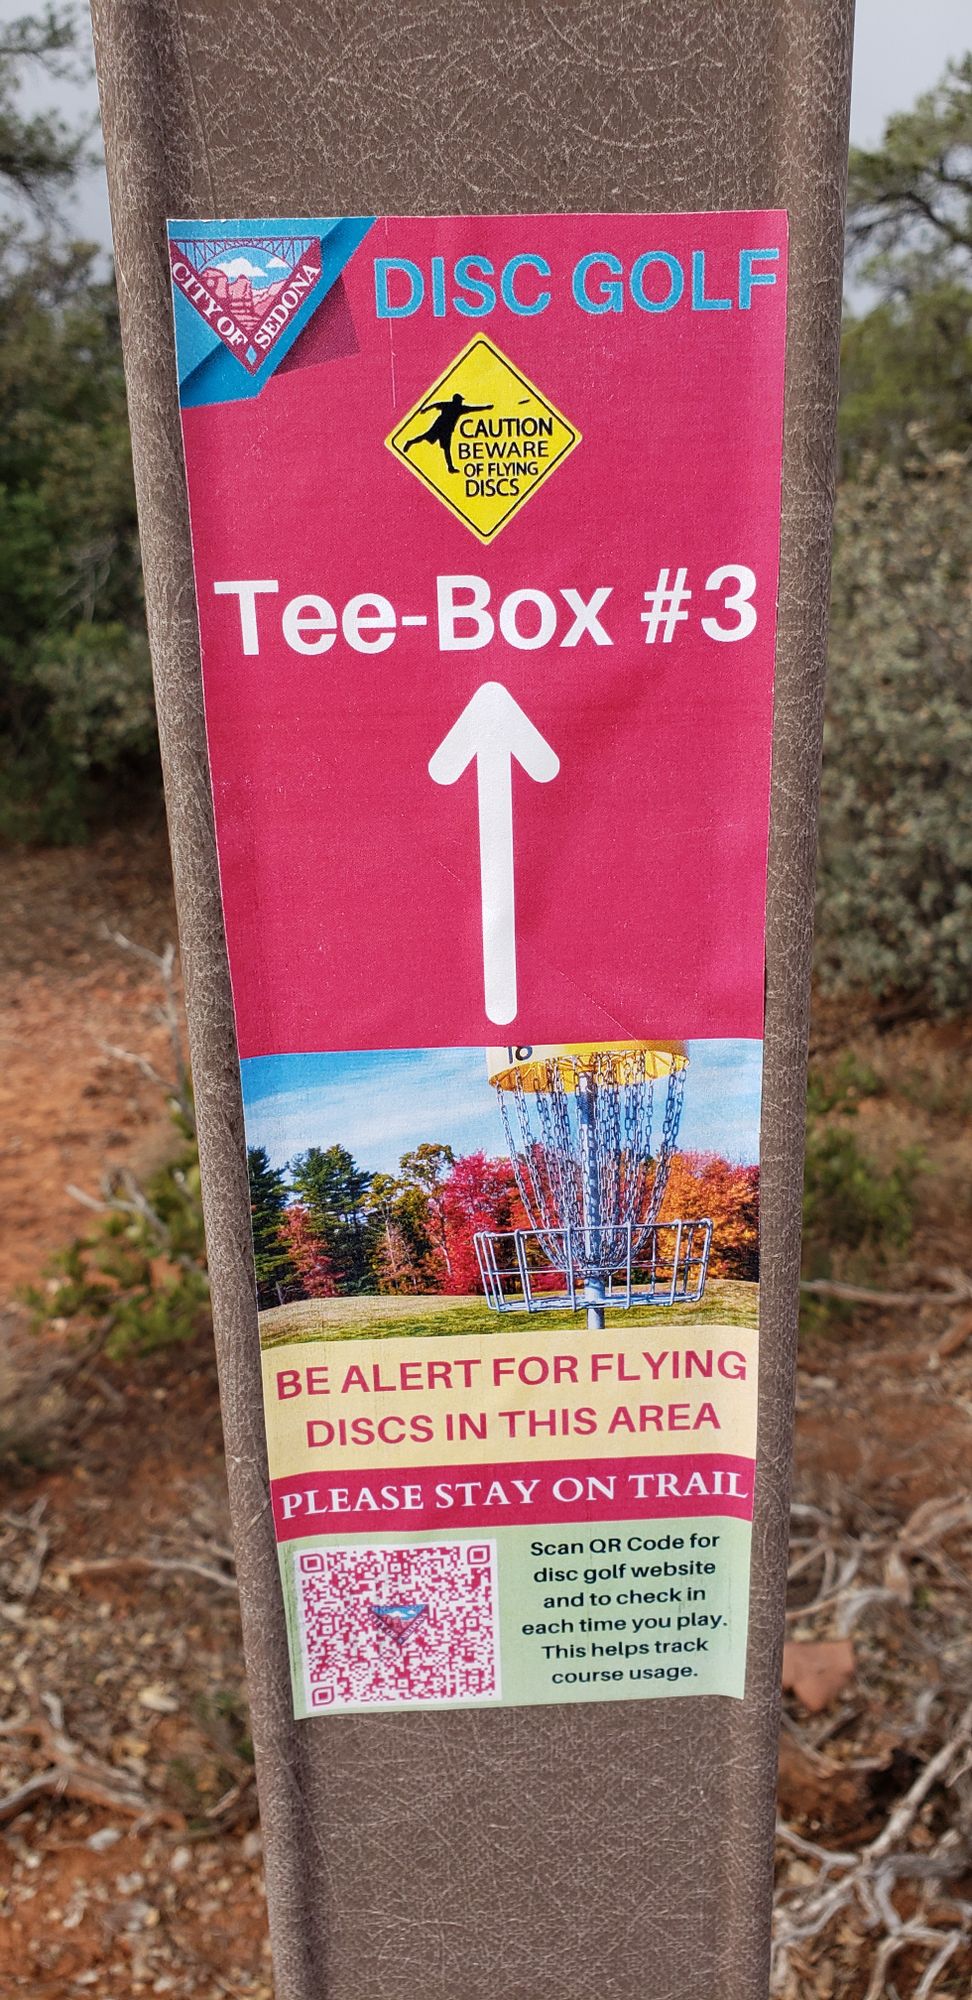 CITY OF SEDONA
DISC GOLF
CAUTION
BEWARE
OF FLYING
DISCS
Tee-Box #3
18
BE ALERT FOR FLYING
DISCS IN THIS AREA
PLEASE STAY ON TRAIL
Scan QR Code for
disc golf website
and to check in
each time you play.
This helps track
course usage.